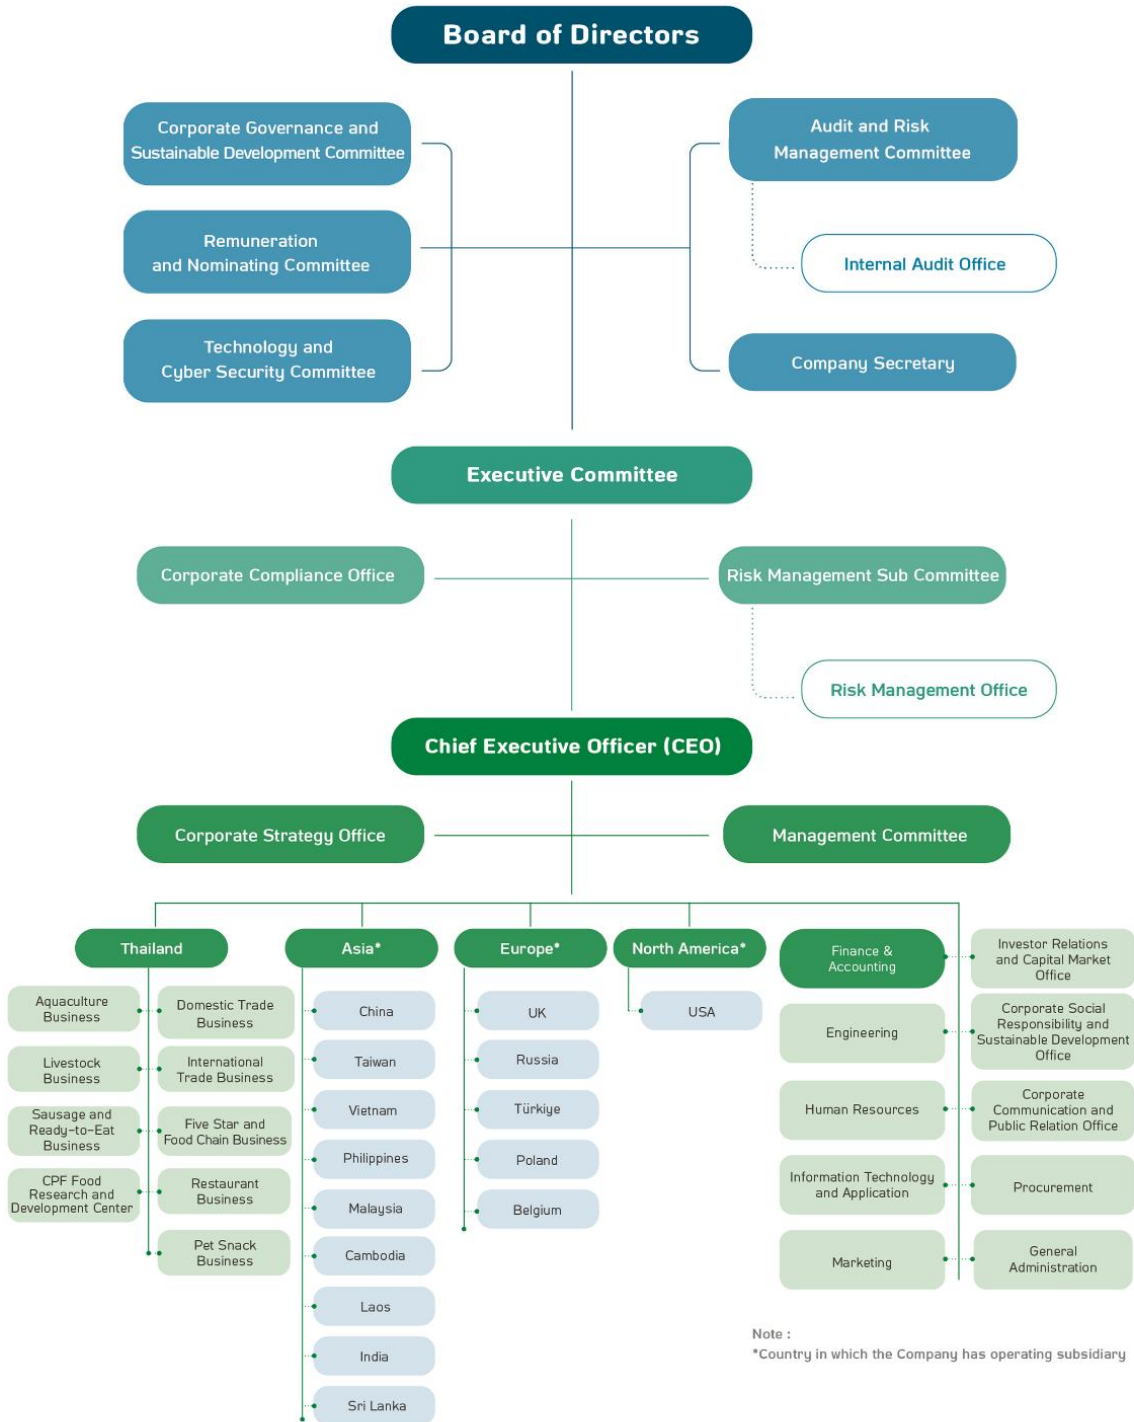 Board of Directors
Corporate Governance and
Sustainable Development Committee
Audit and Risk
Management Committee
Remuneration
and Nominating Committee
Internal Audit Office
Technology and
Cyber Security Committee
Company Secretary
Executive Committee
Corporate Compliance Office
Risk Management Sub Committee
Risk Management Office
Chief Executive Officer (CEO)
Corporate Strategy Office
Management Committee
Thailand
Aquaculture
Business
Domestic Trade
Business
Livestock
Business
International
Trade Business
Sausage and
Ready-to-Eat
Business
Five Star and
Food Chain Business
CPF Food
Research and
Development Center
Restaurant
Business
Pet Snack
Business
Asia*
China
Taiwan
Vietnam
Philippines
Malaysia
Cambodia
Laos
India
Sri Lanka
Europe*
UK
Russia
Türkiye
Poland
Belgium
North America*
USA
Finance &
Accounting
Investor Relations
and Capital Market
Office
Engineering
Corporate Social
Responsibility and
Sustainable Development
Office
Human Resources
Corporate
Communication and
Public Relation Office
Information Technology
and Application
Procurement
Marketing
General
Administration
Note :
*Country in which the Company has operating subsidiary